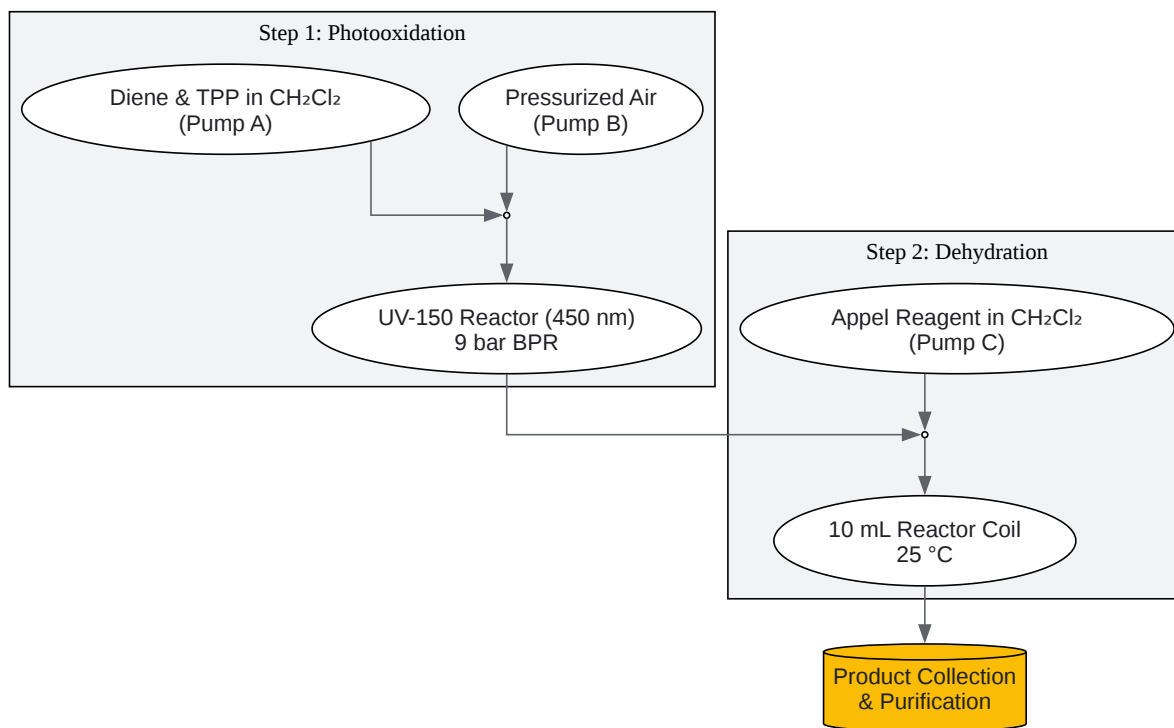 Step 1: Photooxidation
Diene & TPP in CH₂Cl₂
(Pump A)
Pressurized Air
(Pump B)
UV-150 Reactor (450 nm)
9 bar BPR
Step 2: Dehydration
Appel Reagent in CH₂Cl₂
(Pump C)
10 mL Reactor Coil
25 °C
Product Collection
& Purification